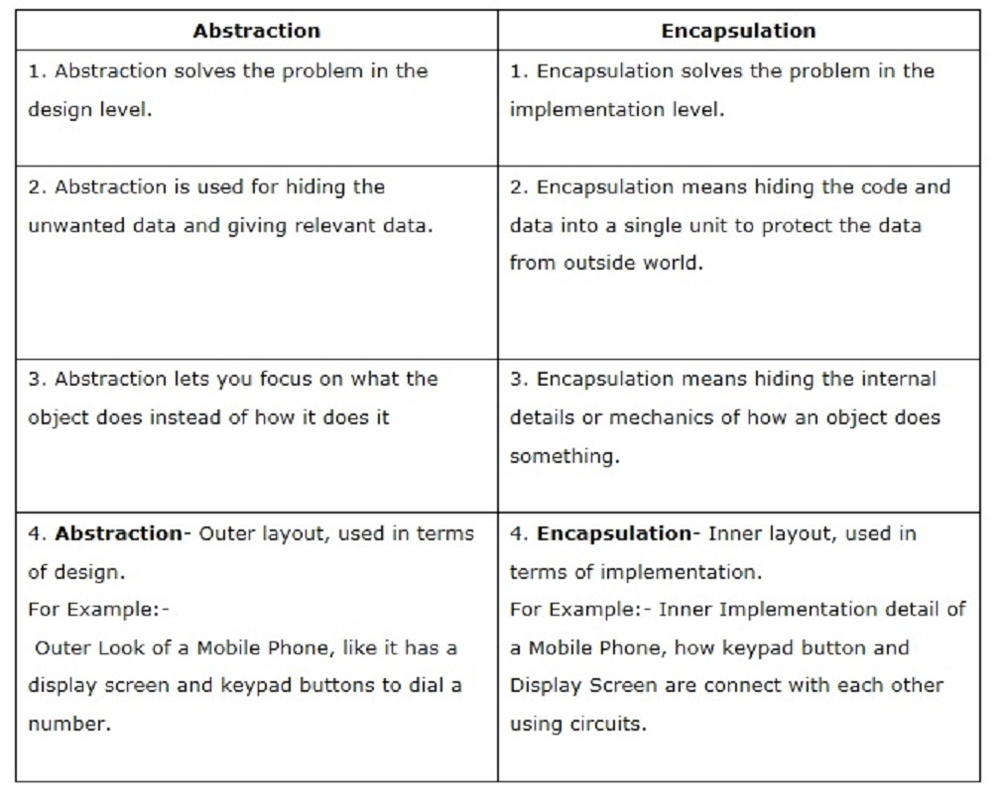 Abstraction
Encapsulation
1. Abstraction solves the problem in the
design level.
1. Encapsulation solves the problem in the
implementation level.
2. Abstraction is used for hiding the
unwanted data and giving relevant data.
2. Encapsulation means hiding the code and
data into a single unit to protect the data
from outside world.
3. Abstraction lets you focus on what the
object does instead of how it does it
3. Encapsulation means hiding the internal
details or mechanics of how an object does
something.
4. Abstraction- Outer layout, used in terms
of design.
For Example:-
Outer Look of a Mobile Phone, like it has a
display screen and keypad buttons to dial a
number.
4. Encapsulation- Inner layout, used in
terms of implementation.
For Example:- Inner Implementation detail of
a Mobile Phone, how keypad button and
Display Screen are connect with each other
using circuits.